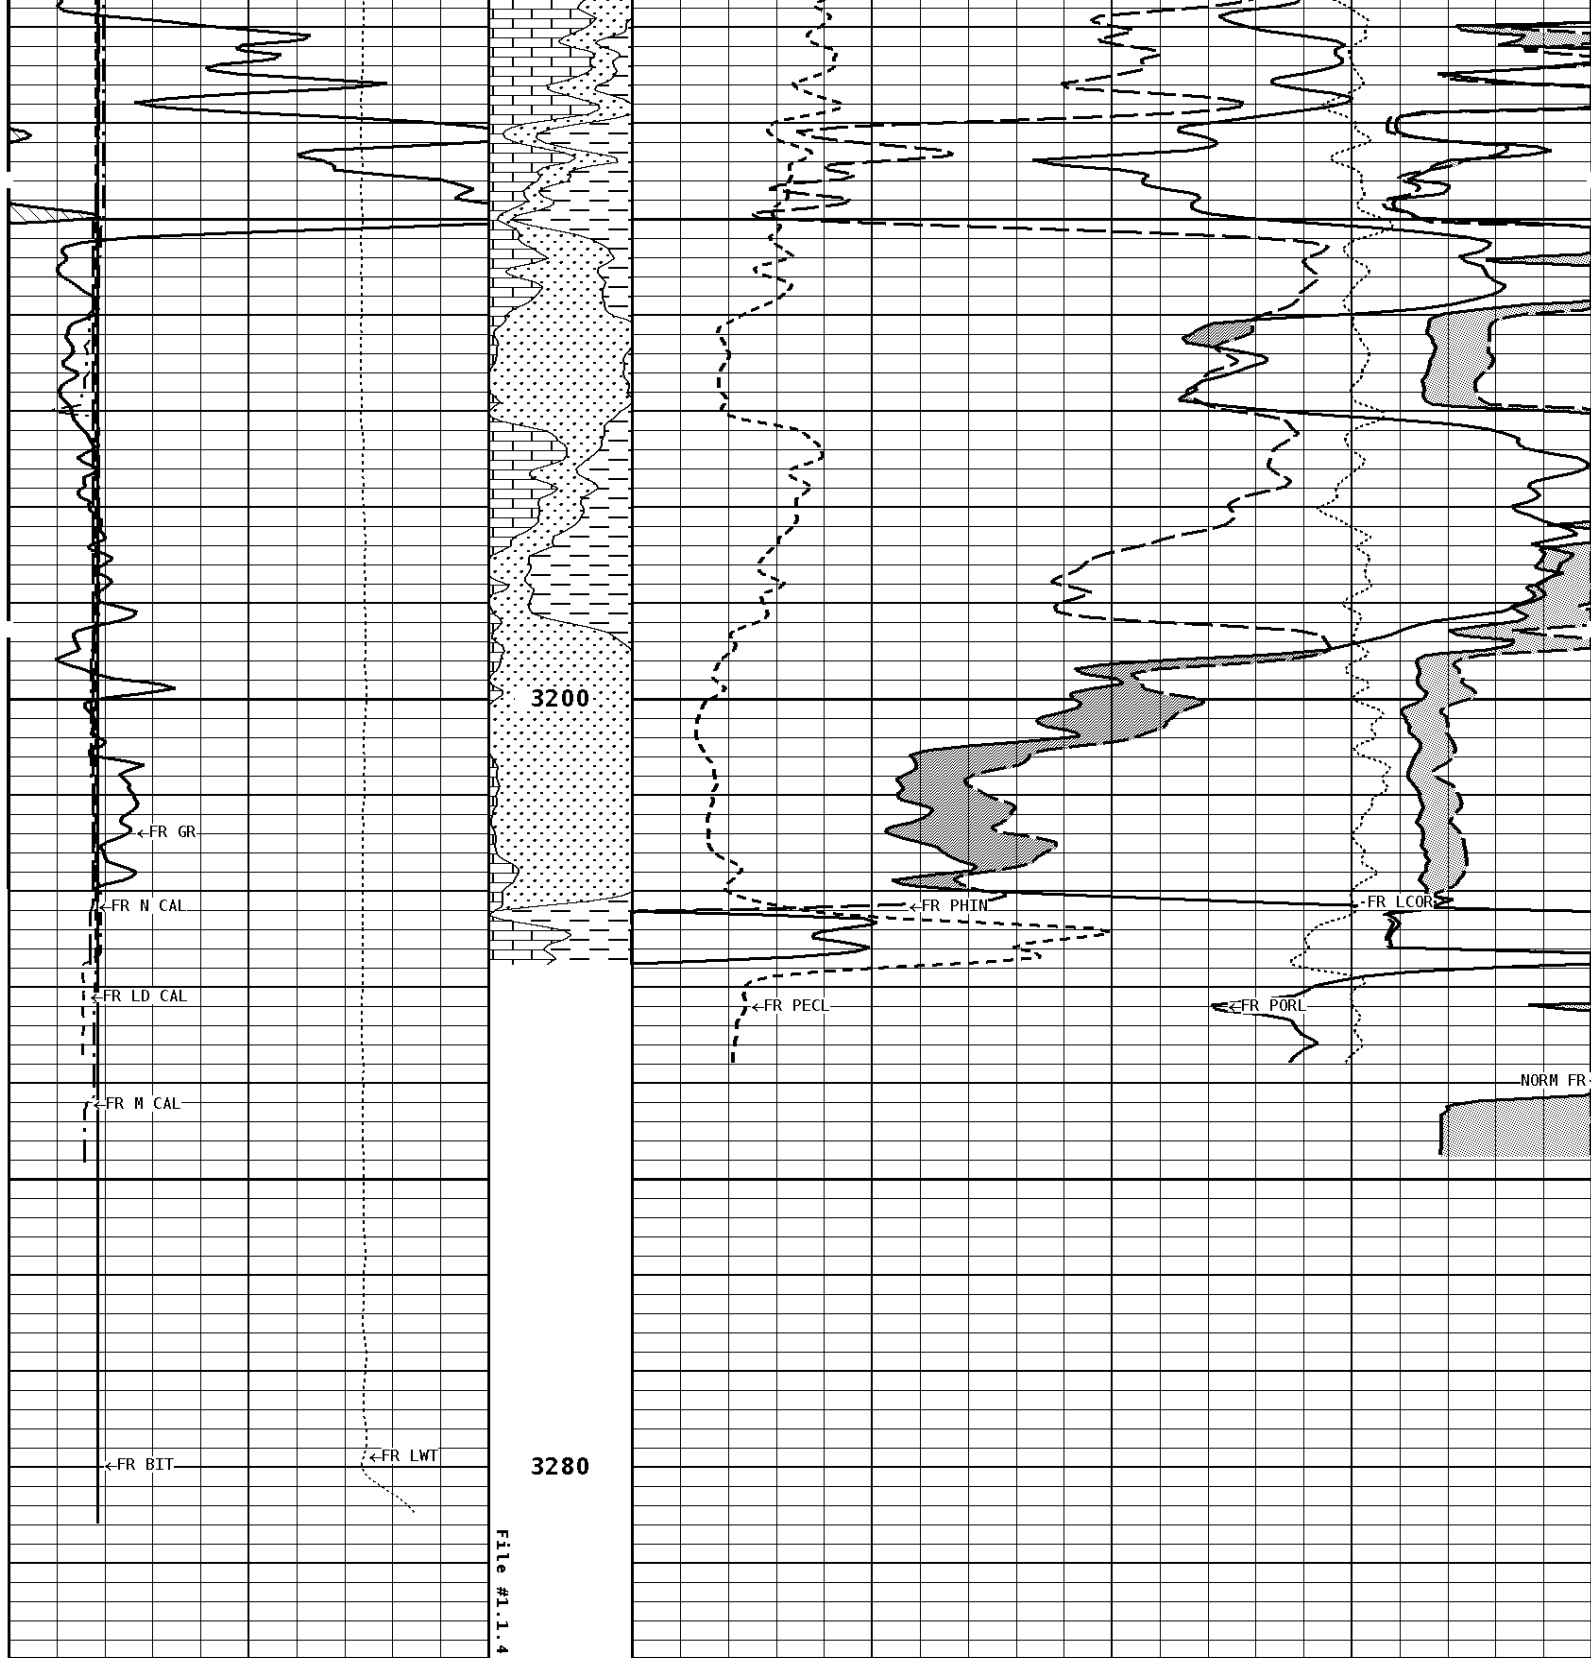 3200
←FR GR
←FR N CAL
←FR PHIN
FR LCOR
←FR LD CAL
←FR PECL
←FR PORL
NORM FR
←FR M CAL
←FR LWT
←FR BIT
3280
File #1.1.4